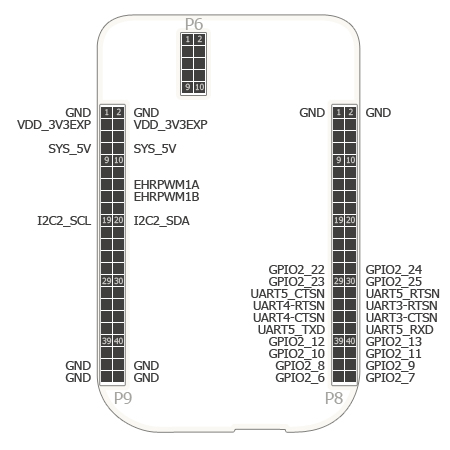 P6
1 2
9 10
GND GND GND GND
VDD_3V3EXP VDD_3V3EXP
1 2 1 2
SYS_5V SYS_5V
9 10 9 10
EHRPWM1A
EHRPWM1B
I2C2_SCL 19 20 I2C2_SDA 19 20
GPIO2_22 GPIO2_24
29 30 GPIO2_23 29 30 GPIO2_25
UART5_CTSN UART5_RTSN
UART4-RTSN UART3-RTSN
UART4-CTSN UART3-CTSN
UART5_TXD UART5_RXD
39 40 GPIO2_12 39 40 GPIO2_13
GPIO2_10 GPIO2_11
GND GND GPIO2_8 GPIO2_9
GND GND GPIO2_6 GPIO2_7
P9 P8